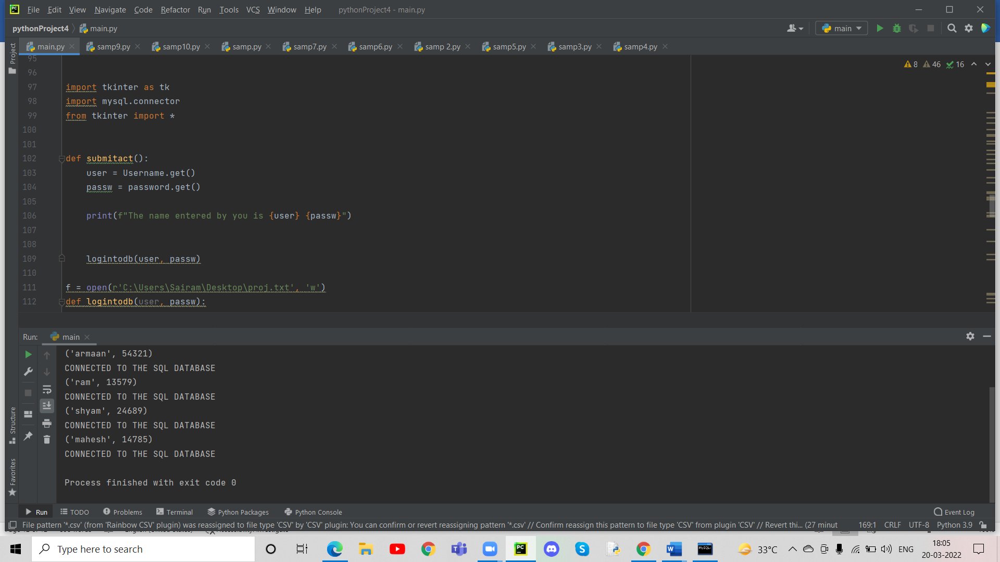 PC File Edit View Navigate Code Refactor Run Tools VCS Window Help pythonProject4 - main.py
pythonProject4 main.py main
main.py samp9.py samp10.py samp.py samp7.py samp6.py samp 2.py samp5.py samp3.py samp4.py
Project
8 46 16
95
96
97 import tkinter as tk
98 import mysql.connector
99 from tkinter import *
100
101
102 def submitact():
103 user = Username.get()
104 passw = password.get()
105
106 print(f"The name entered by you is {user} {passw}")
107
108
109 logintodb(user, passw)
110
111 f = open(r'C:\Users\Sairam\Desktop\proj.txt', 'w')
112 def logintodb(user, passw):
Run: main
('armaan', 54321)
CONNECTED TO THE SQL DATABASE
('ram', 13579)
CONNECTED TO THE SQL DATABASE
('shyam', 24689)
CONNECTED TO THE SQL DATABASE
('mahesh', 14785)
CONNECTED TO THE SQL DATABASE
Process finished with exit code 0
Structure
Favorites
Run TODO Problems Terminal Python Packages Python Console Event Log
File pattern '*.csv' (from 'Rainbow CSV' plugin) was reassigned to file type 'CSV' by 'CSV' plugin: You can confirm or revert reassigning pattern '*.csv' // Confirm reassign this pattern to file type 'CSV' from plugin 'CSV' // Revert thi... (27 minut 169:1 CRLF UTF-8 Python 3.9
Type here to search PC MySQL 33°C ENG 18:05
20-03-2022